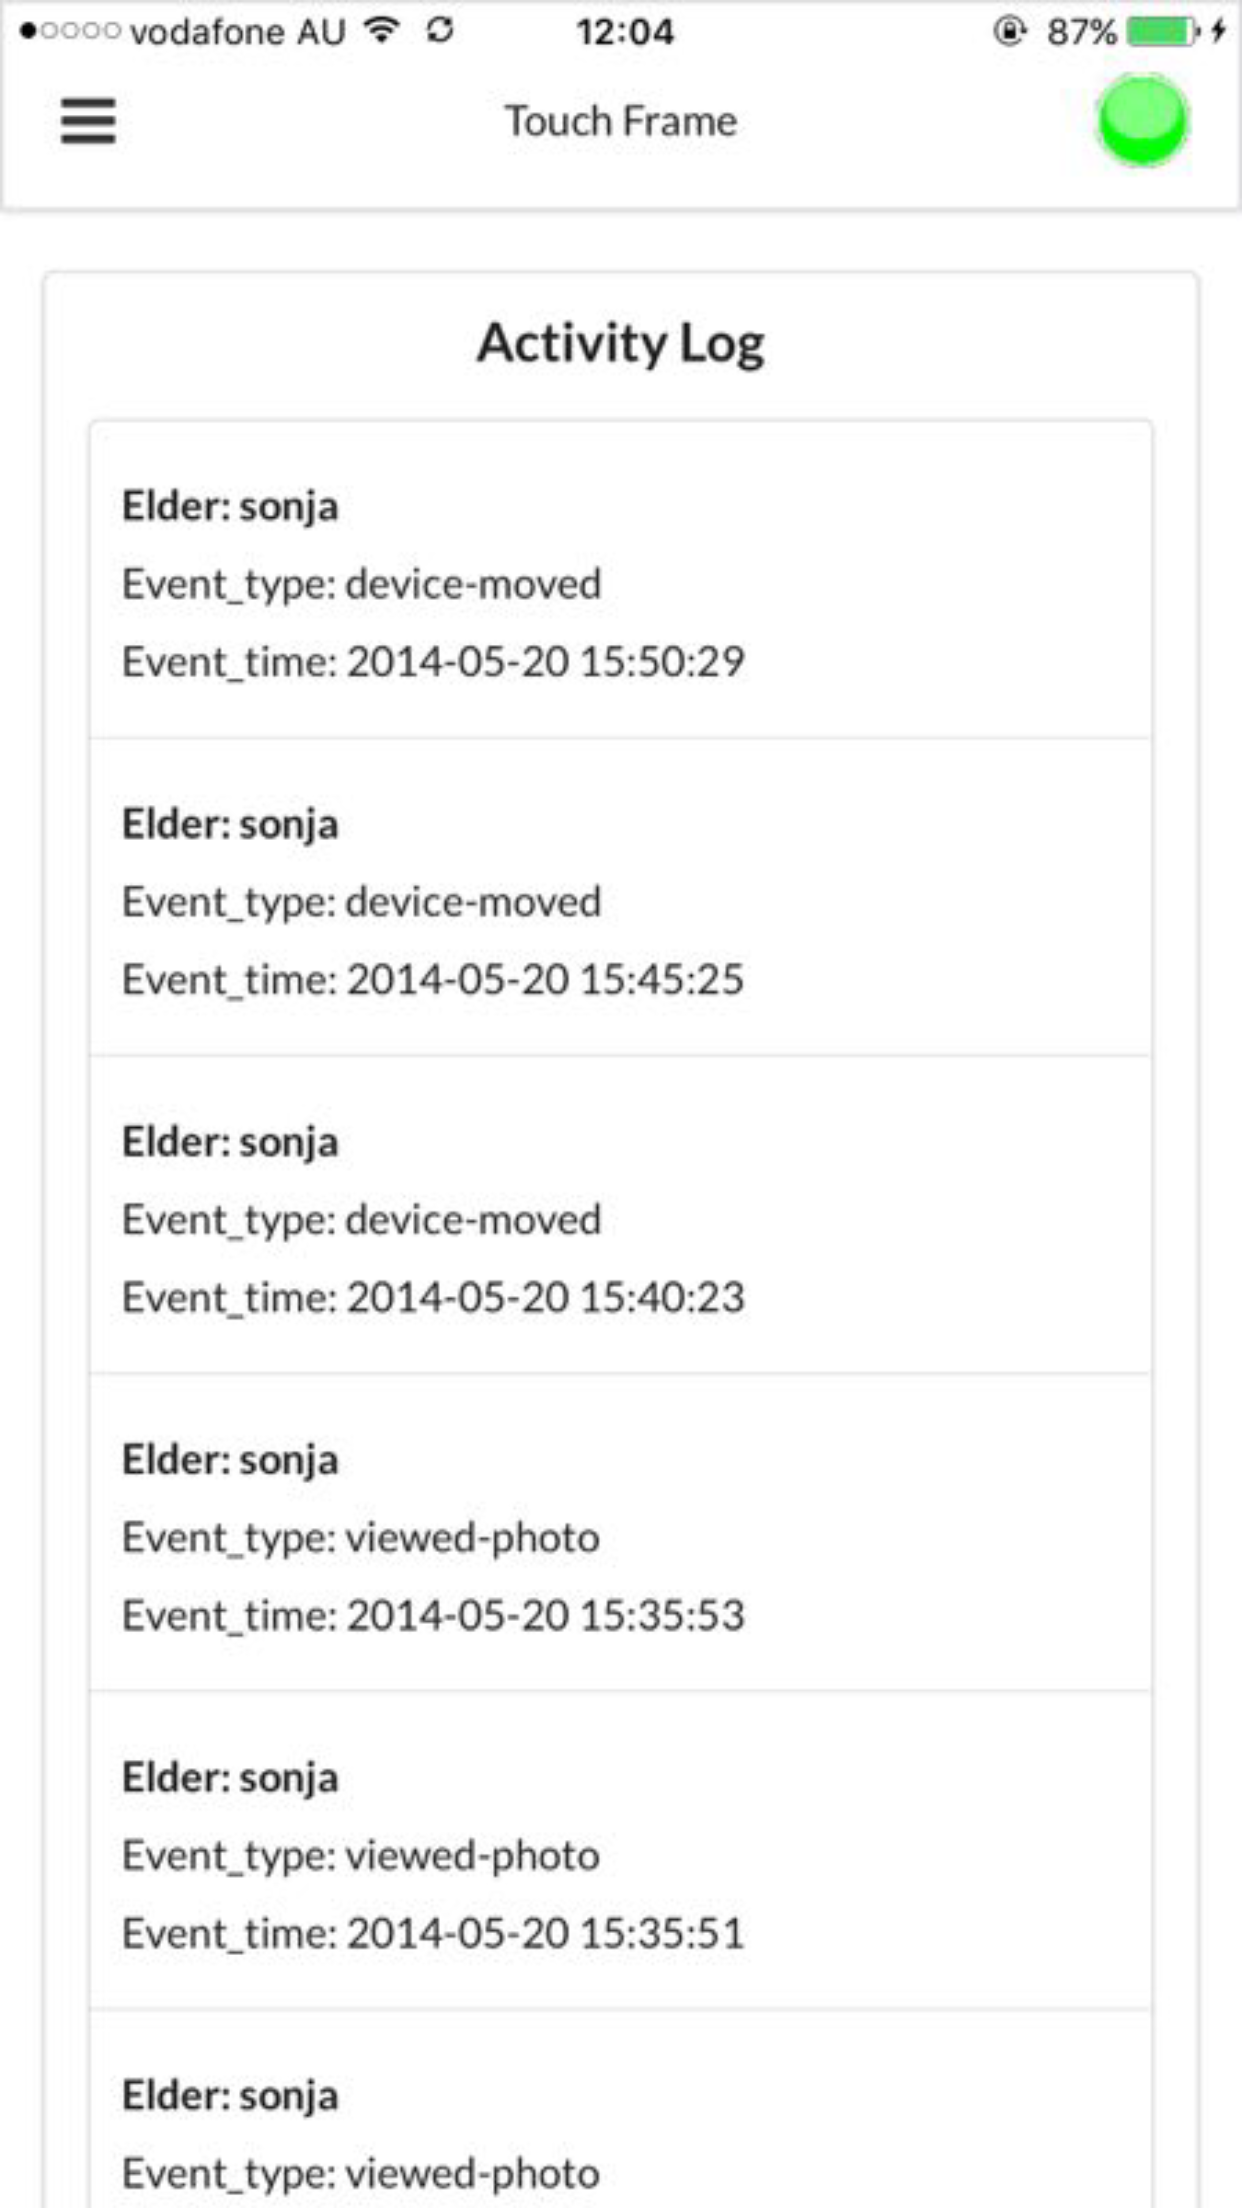 vodafone AU 12:04 87%
Touch Frame
Activity Log
Elder: sonja
Event_type: device-moved
Event_time: 2014-05-20 15:50:29
Elder: sonja
Event_type: device-moved
Event_time: 2014-05-20 15:45:25
Elder: sonja
Event_type: device-moved
Event_time: 2014-05-20 15:40:23
Elder: sonja
Event_type: viewed-photo
Event_time: 2014-05-20 15:35:53
Elder: sonja
Event_type: viewed-photo
Event_time: 2014-05-20 15:35:51
Elder: sonja
Event_type: viewed-photo